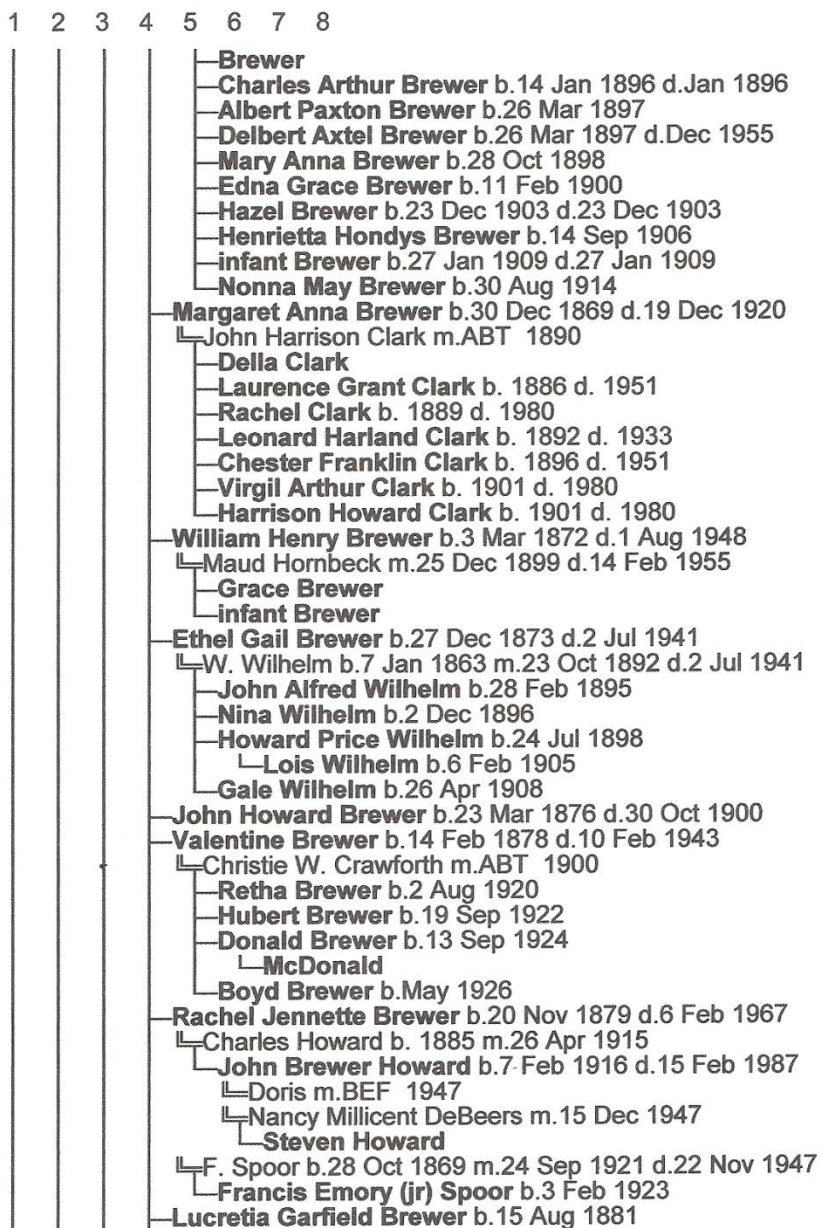 1 2 3 4 5 6 7 8
Brewer
Charles Arthur Brewer b.14 Jan 1896 d.Jan 1896
Albert Paxton Brewer b.26 Mar 1897
Delbert Axtel Brewer b.26 Mar 1897 d.Dec 1955
Mary Anna Brewer b.28 Oct 1898
Edna Grace Brewer b.11 Feb 1900
Hazel Brewer b.23 Dec 1903 d.23 Dec 1903
Henrietta Hondys Brewer b.14 Sep 1906
infant Brewer b.27 Jan 1909 d.27 Jan 1909
Nonna May Brewer b.30 Aug 1914
Margaret Anna Brewer b.30 Dec 1869 d.19 Dec 1920
John Harrison Clark m.ABT 1890
Della Clark
Laurence Grant Clark b. 1886 d. 1951
Rachel Clark b. 1889 d. 1980
Leonard Harland Clark b. 1892 d. 1933
Chester Franklin Clark b. 1896 d. 1951
Virgil Arthur Clark b. 1901 d. 1980
Harrison Howard Clark b. 1901 d. 1980
William Henry Brewer b.3 Mar 1872 d.1 Aug 1948
Maud Hornbeck m.25 Dec 1899 d.14 Feb 1955
Grace Brewer
infant Brewer
Ethel Gail Brewer b.27 Dec 1873 d.2 Jul 1941
W. Wilhelm b.7 Jan 1863 m.23 Oct 1892 d.2 Jul 1941
John Alfred Wilhelm b.28 Feb 1895
Nina Wilhelm b.2 Dec 1896
Howard Price Wilhelm b.24 Jul 1898
Lois Wilhelm b.6 Feb 1905
Gale Wilhelm b.26 Apr 1908
John Howard Brewer b.23 Mar 1876 d.30 Oct 1900
Valentine Brewer b.14 Feb 1878 d.10 Feb 1943
Christie W. Crawforth m.ABT 1900
Retha Brewer b.2 Aug 1920
Hubert Brewer b.19 Sep 1922
Donald Brewer b.13 Sep 1924
McDonald
Boyd Brewer b.May 1926
Rachel Jennette Brewer b.20 Nov 1879 d.6 Feb 1967
Charles Howard b. 1885 m.26 Apr 1915
John Brewer Howard b.7 Feb 1916 d.15 Feb 1987
Doris m.BEF 1947
Nancy Millicent DeBeers m.15 Dec 1947
Steven Howard
F. Spoor b.28 Oct 1869 m.24 Sep 1921 d.22 Nov 1947
Francis Emory (jr) Spoor b.3 Feb 1923
Lucretia Garfield Brewer b.15 Aug 1881